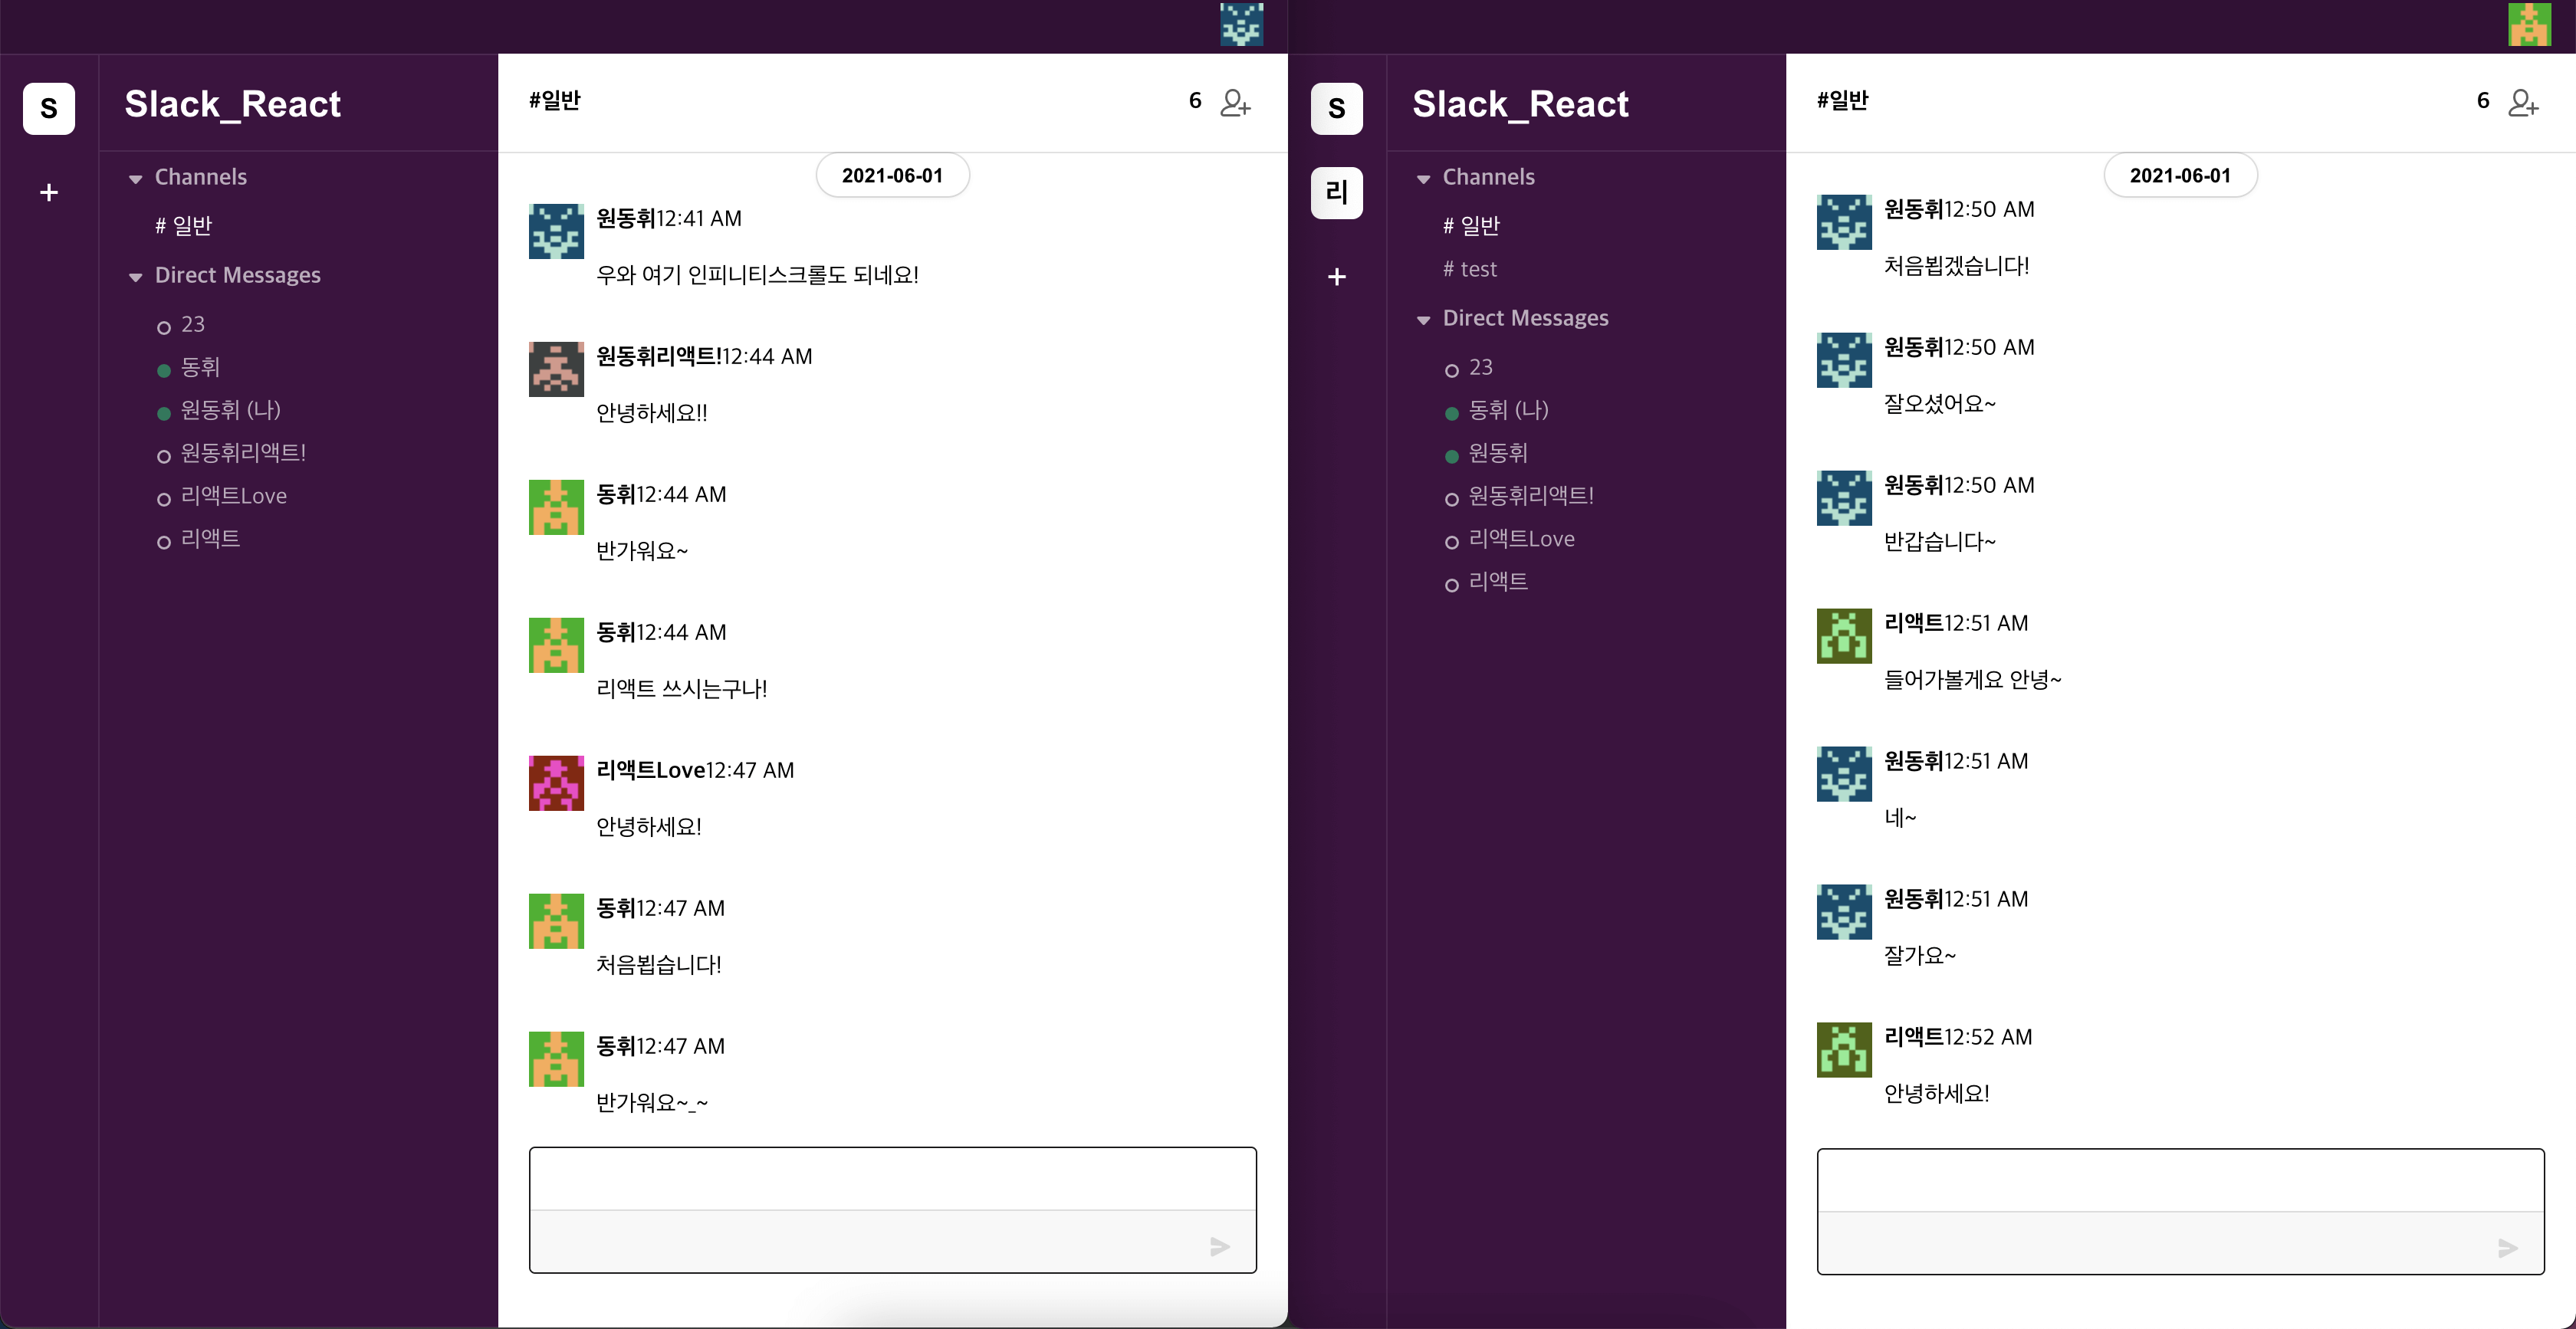 S
+
Slack_React
Channels
# 일반
Direct Messages
23
동휘
원동휘 (나)
원동휘리액트!
리액트Love
리액트
#일반
6
2021-06-01
원동휘12:41 AM
우와 여기 인피니티스크롤도 되네요!
원동휘리액트!12:44 AM
안녕하세요!!
동휘12:44 AM
반가워요~
동휘12:44 AM
리액트 쓰시는구나!
리액트Love12:47 AM
안녕하세요!
동휘12:47 AM
처음뵙습니다!
동휘12:47 AM
반가워요~_~
S
리
+
Slack_React
Channels
# 일반
# test
Direct Messages
23
동휘 (나)
원동휘
원동휘리액트!
리액트Love
리액트
#일반
6
2021-06-01
원동휘12:50 AM
처음뵙겠습니다!
원동휘12:50 AM
잘오셨어요~
원동휘12:50 AM
반갑습니다~
리액트12:51 AM
들어가볼게요 안녕~
원동휘12:51 AM
네~
원동휘12:51 AM
잘가요~
리액트12:52 AM
안녕하세요!